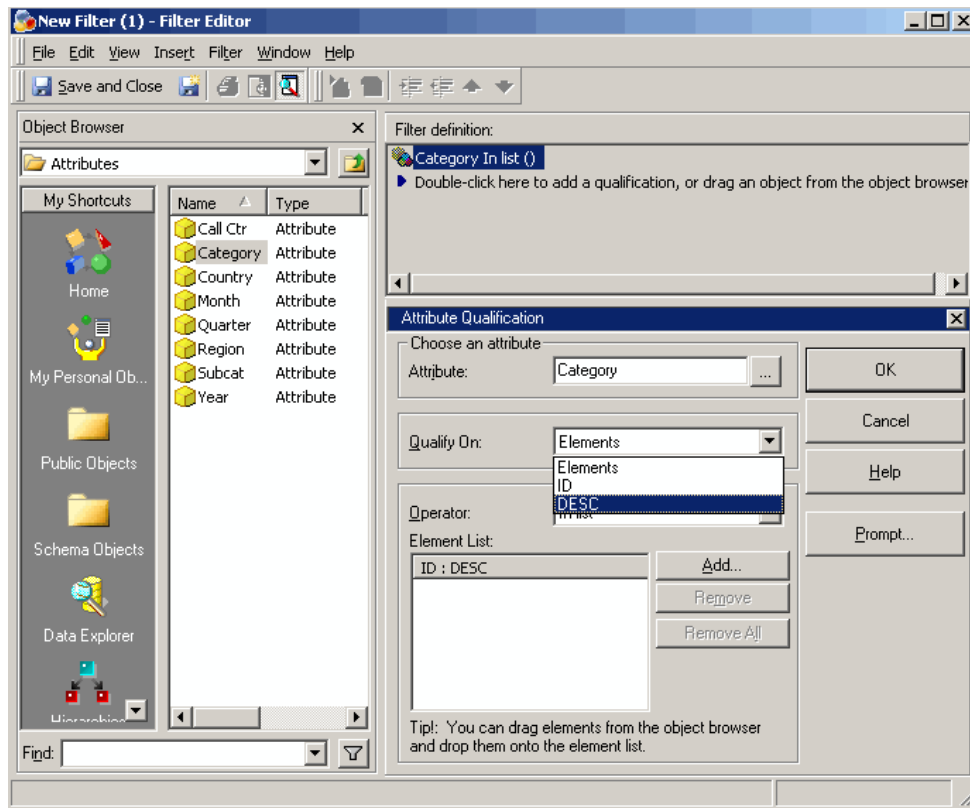 New Filter (1) - Filter Editor
File Edit View Insert Filter Window Help
Save and Close
Object Browser
Attributes
My Shortcuts
Home
My Personal Ob...
Public Objects
Schema Objects
Data Explorer
Hierarchies
Name Type
Call Ctr Attribute
Category Attribute
Country Attribute
Month Attribute
Quarter Attribute
Region Attribute
Subcat Attribute
Year Attribute
Find:
Filter definition:
Category In list ()
Double-click here to add a qualification, or drag an object from the object browser
Attribute Qualification
Choose an attribute
Attribute: Category ...
Qualify On: Elements
Elements
ID
DESC
Operator: In list
Element List:
ID : DESC
Add...
Remove
Remove All
Tip!: You can drag elements from the object browser
and drop them onto the element list.
OK
Cancel
Help
Prompt...